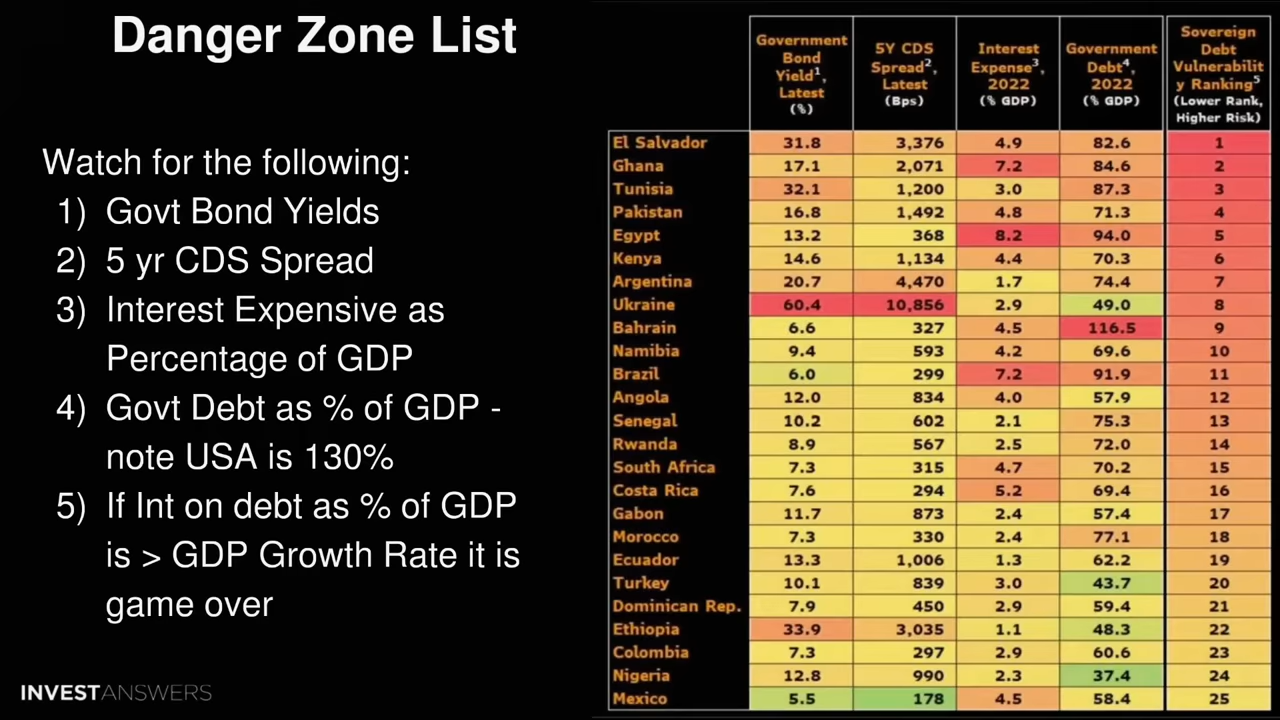 Danger Zone List
Watch for the following:
1) Govt Bond Yields
2) 5 yr CDS Spread
3) Interest Expensive as
Percentage of GDP
4) Govt Debt as % of GDP -
note USA is 130%
5) If Int on debt as % of GDP
is > GDP Growth Rate it is
game over
INVESTANSWERS
Government Bond Yield1, Latest (%) 5Y CDS Spread2, Latest (Bps) Interest Expense3, 2022 (% GDP) Government Debt4, 2022 (% GDP) Sovereign Debt Vulnerability Ranking5 (Lower Rank, Higher Risk)
El Salvador 31.8 3,376 4.9 82.6 1
Ghana 17.1 2,071 7.2 84.6 2
Tunisia 32.1 1,200 3.0 87.3 3
Pakistan 16.8 1,492 4.8 71.3 4
Egypt 13.2 368 8.2 94.0 5
Kenya 14.6 1,134 4.4 70.3 6
Argentina 20.7 4,470 1.7 74.4 7
Ukraine 60.4 10,856 2.9 49.0 8
Bahrain 6.6 327 4.5 116.5 9
Namibia 9.4 593 4.2 69.6 10
Brazil 6.0 299 7.2 91.9 11
Angola 12.0 834 4.0 57.9 12
Senegal 10.2 602 2.1 75.3 13
Rwanda 8.9 567 2.5 72.0 14
South Africa 7.3 315 4.7 70.2 15
Costa Rica 7.6 294 5.2 69.4 16
Gabon 11.7 873 2.4 57.4 17
Morocco 7.3 330 2.4 77.1 18
Ecuador 13.3 1,006 1.3 62.2 19
Turkey 10.1 839 3.0 43.7 20
Dominican Rep. 7.9 450 2.9 59.4 21
Ethiopia 33.9 3,035 1.1 48.3 22
Colombia 7.3 297 2.9 60.6 23
Nigeria 12.8 990 2.3 37.4 24
Mexico 5.5 178 4.5 58.4 25